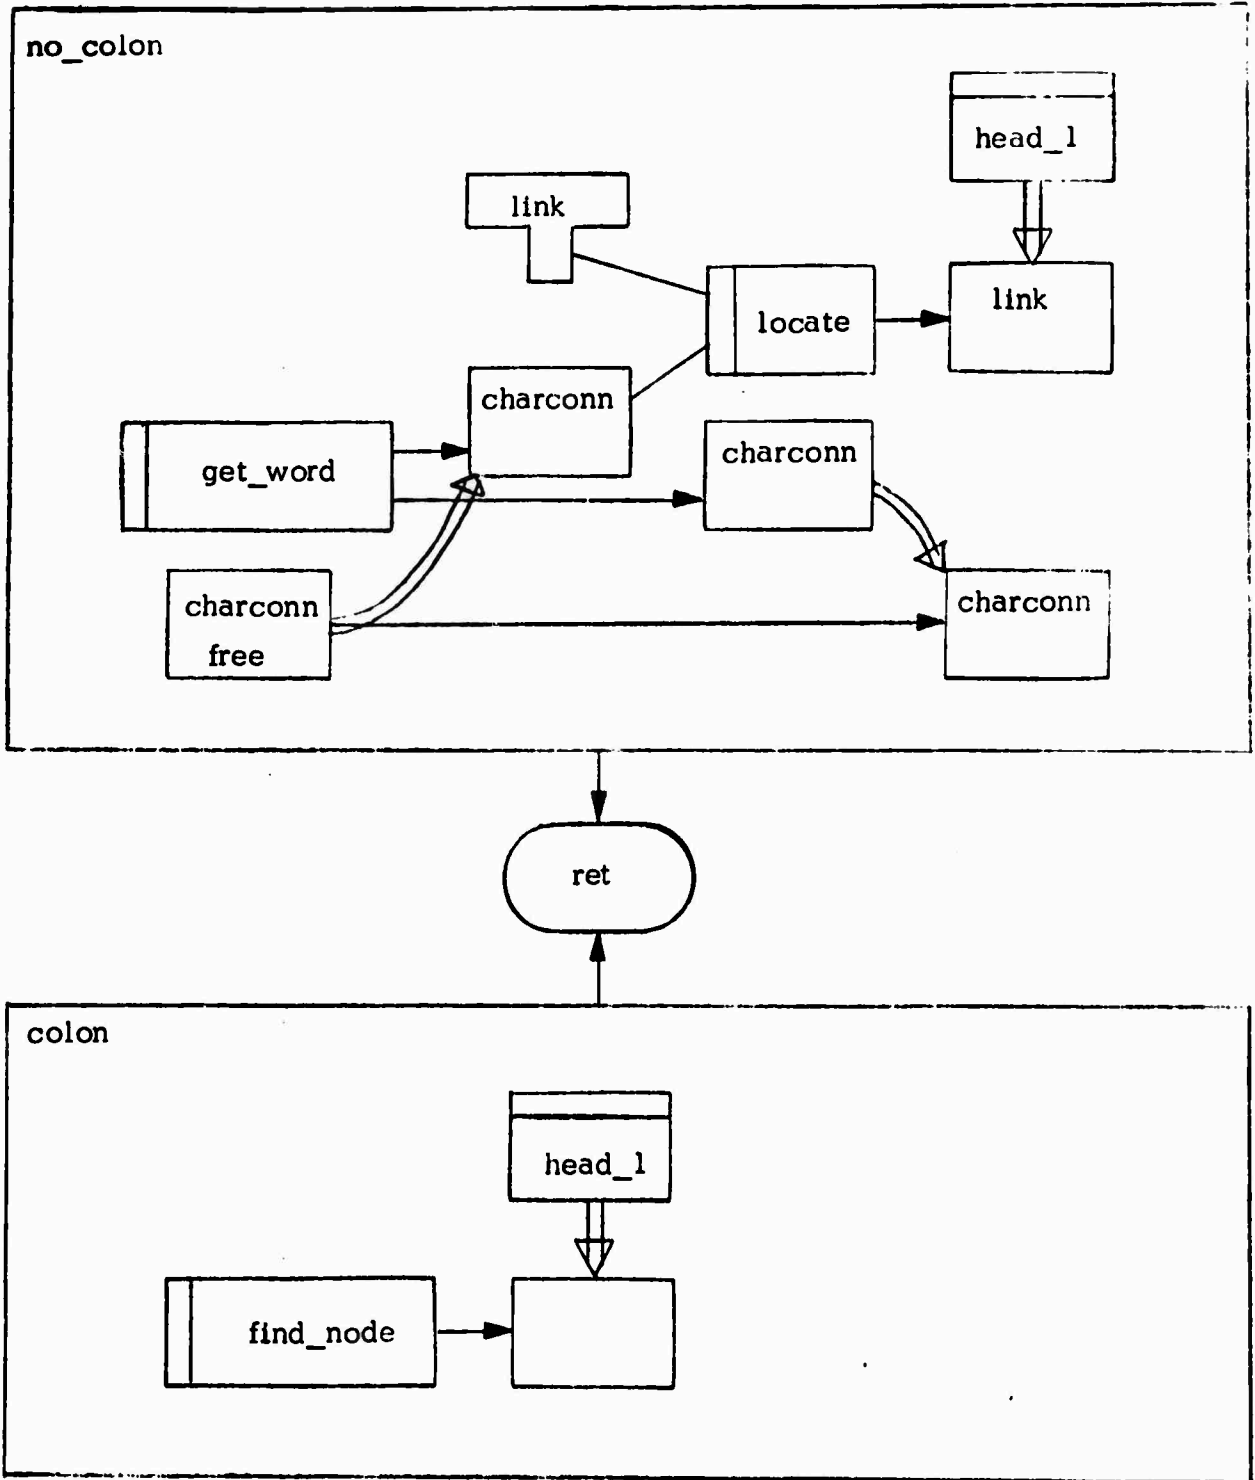 no_colon
head_1
link
link
locate
charconn
charconn
get_word
charconn
free
charconn
ret
colon
head_1
find_node